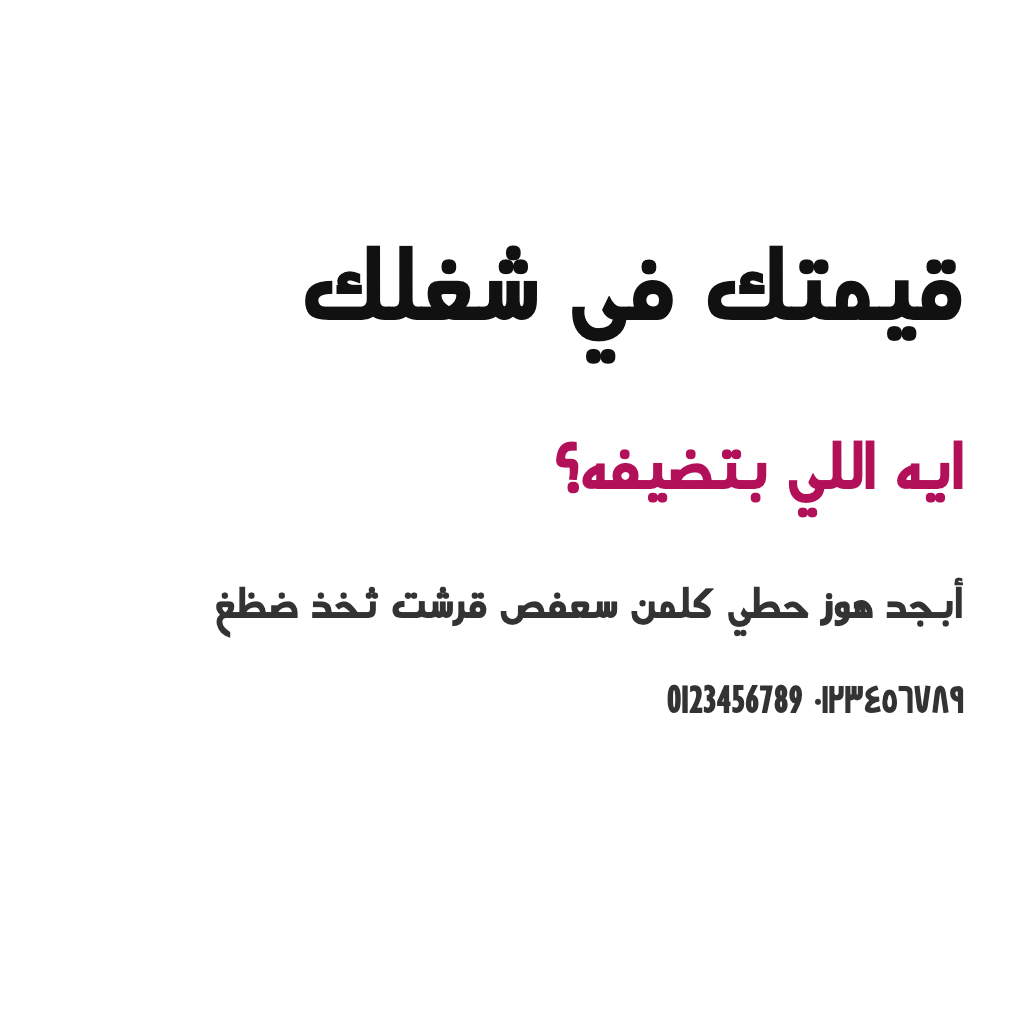 قيمتك في شغلك
ايه اللي بتضيفه؟
أبجد هوز حطي كلمن سعفص قرشت ثخذ ضظغ
0123456789 ٠١٢٣٤٥٦٧٨٩